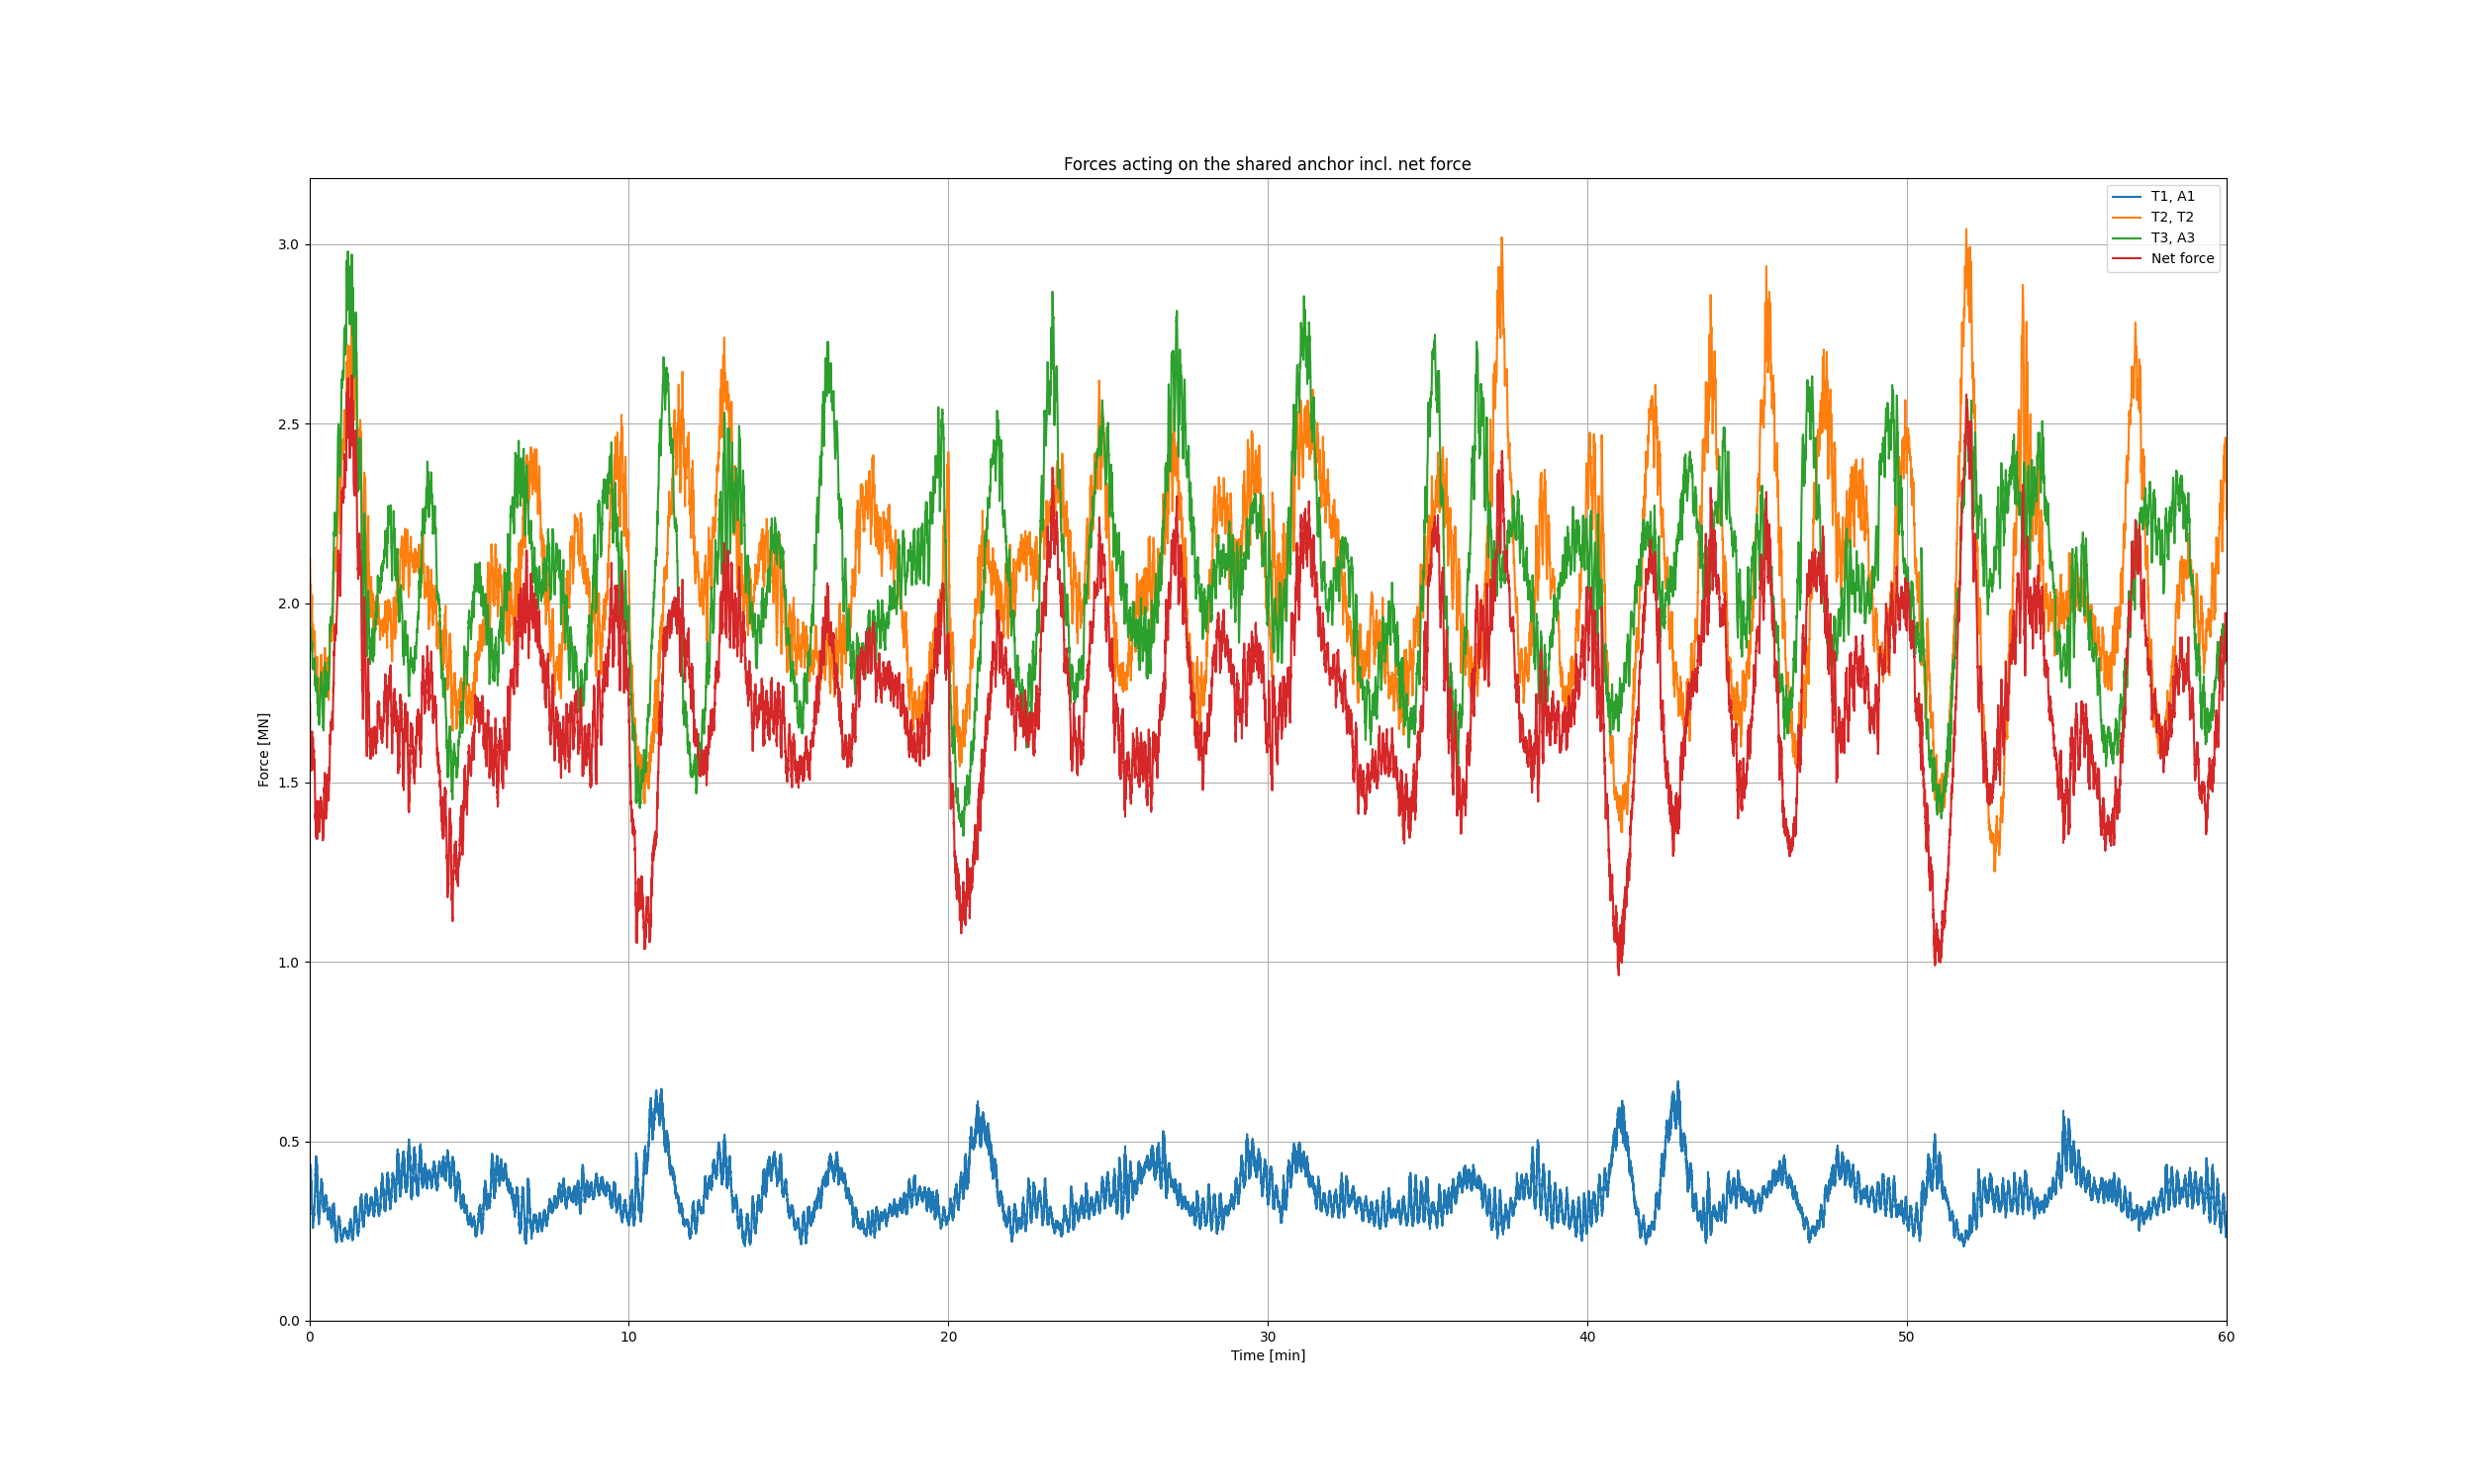 Forces acting on the shared anchor incl. net force
T1, A1
T2, T2
T3, A3
Net force
3.0
2.5
2.0
1.5
1.0
0.5
0.0
Force [MN]
0 10 20 30 40 50 60
Time [min]